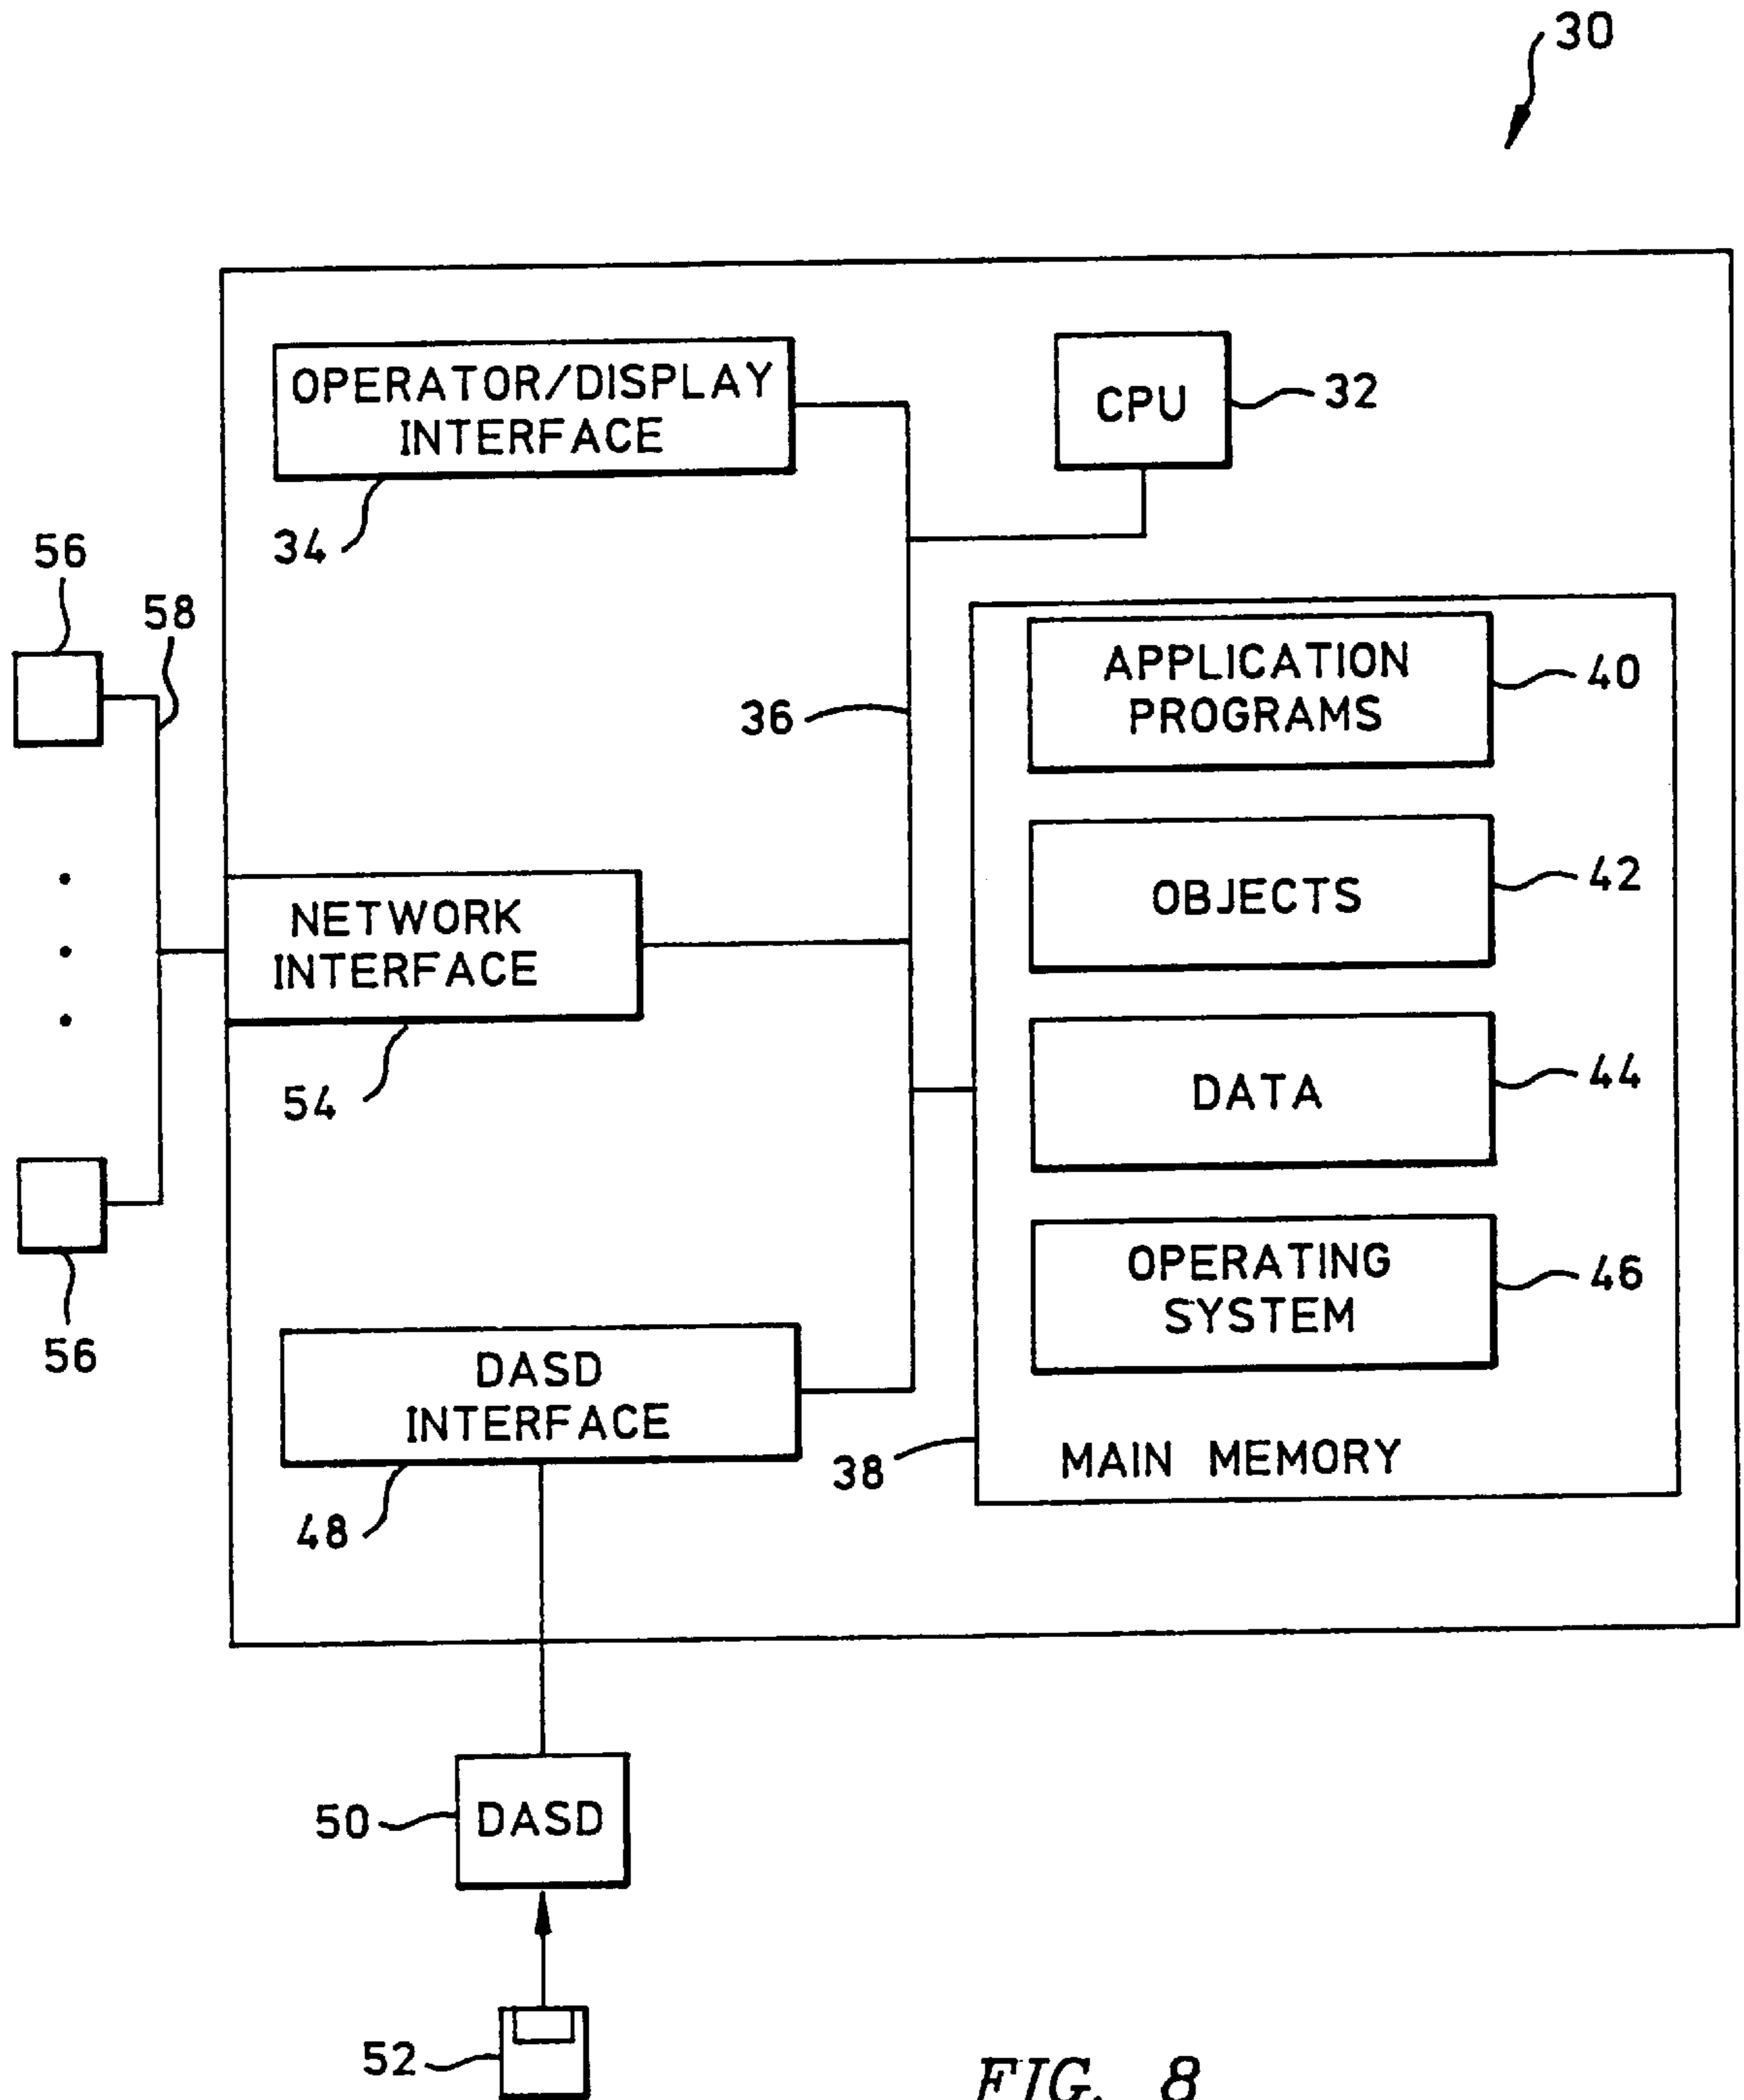 30
OPERATOR/DISPLAY
INTERFACE
34
CPU
32
56
58
36
APPLICATION
PROGRAMS
40
OBJECTS
42
NETWORK
INTERFACE
54
DATA
44
56
OPERATING
SYSTEM
46
DASD
INTERFACE
48
38
MAIN MEMORY
50
DASD
52
FIG. 8